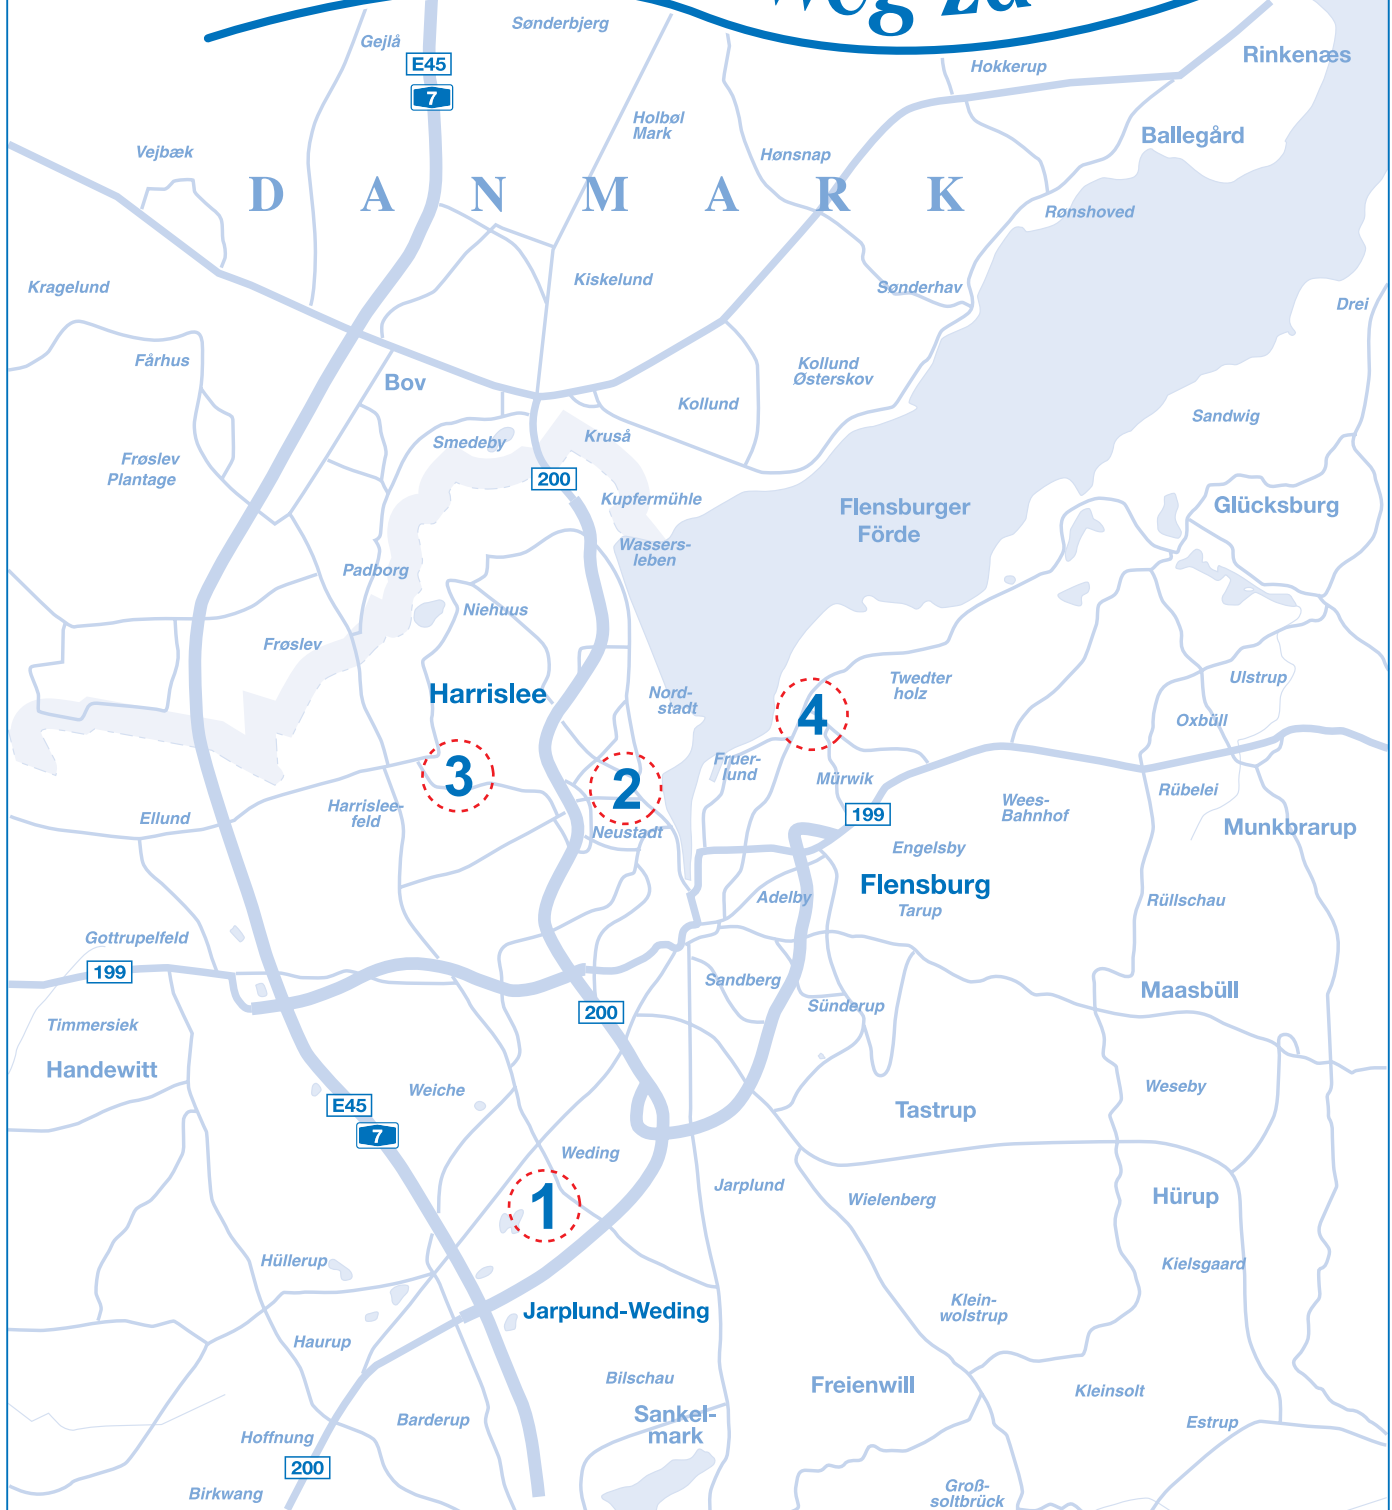 Weg zu
Sønderbjerg
Gejlå
E45
7
Hokkerup
Rinkenæs
Holbøl
Mark
Ballegård
Vejbæk
Hønsnap
DANMARK
Rønshoved
Kragelund
Kiskelund
Sønderhav
Drei
Fårhus
Bov
Kollund
Østerskov
Kollund
Sandwig
Smedeby
Kruså
Frøslev
Plantage
200
Kupfermühle
Flensburger
Förde
Glücksburg
Wassers-
leben
Padborg
Niehuus
Frøslev
Harrislee
Nord-
stadt
Twedter
holz
Ulstrup
4
Oxbüll
3
2
Fruer-
lund
Mürwik
Rübelei
Harrislee-
feld
Ellund
Neustadt
199
Wees-
Bahnhof
Munkbrarup
Engelsby
Flensburg
Adelby
Tarup
Rüllschau
Gottrupelfeld
199
Sandberg
Maasbüll
Sünderup
200
Timmersiek
Handewitt
Weiche
Weseby
E45
7
Tastrup
Weding
Jarplund
1
Wielenberg
Hürup
Hüllerup
Kielsgaard
Jarplund-Weding
Klein-
wolstrup
Haurup
Bilschau
Freienwill
Kleinsolt
Barderup
Sankel-
mark
Estrup
Hoffnung
200
Birkwang
Groß-
soltbrück